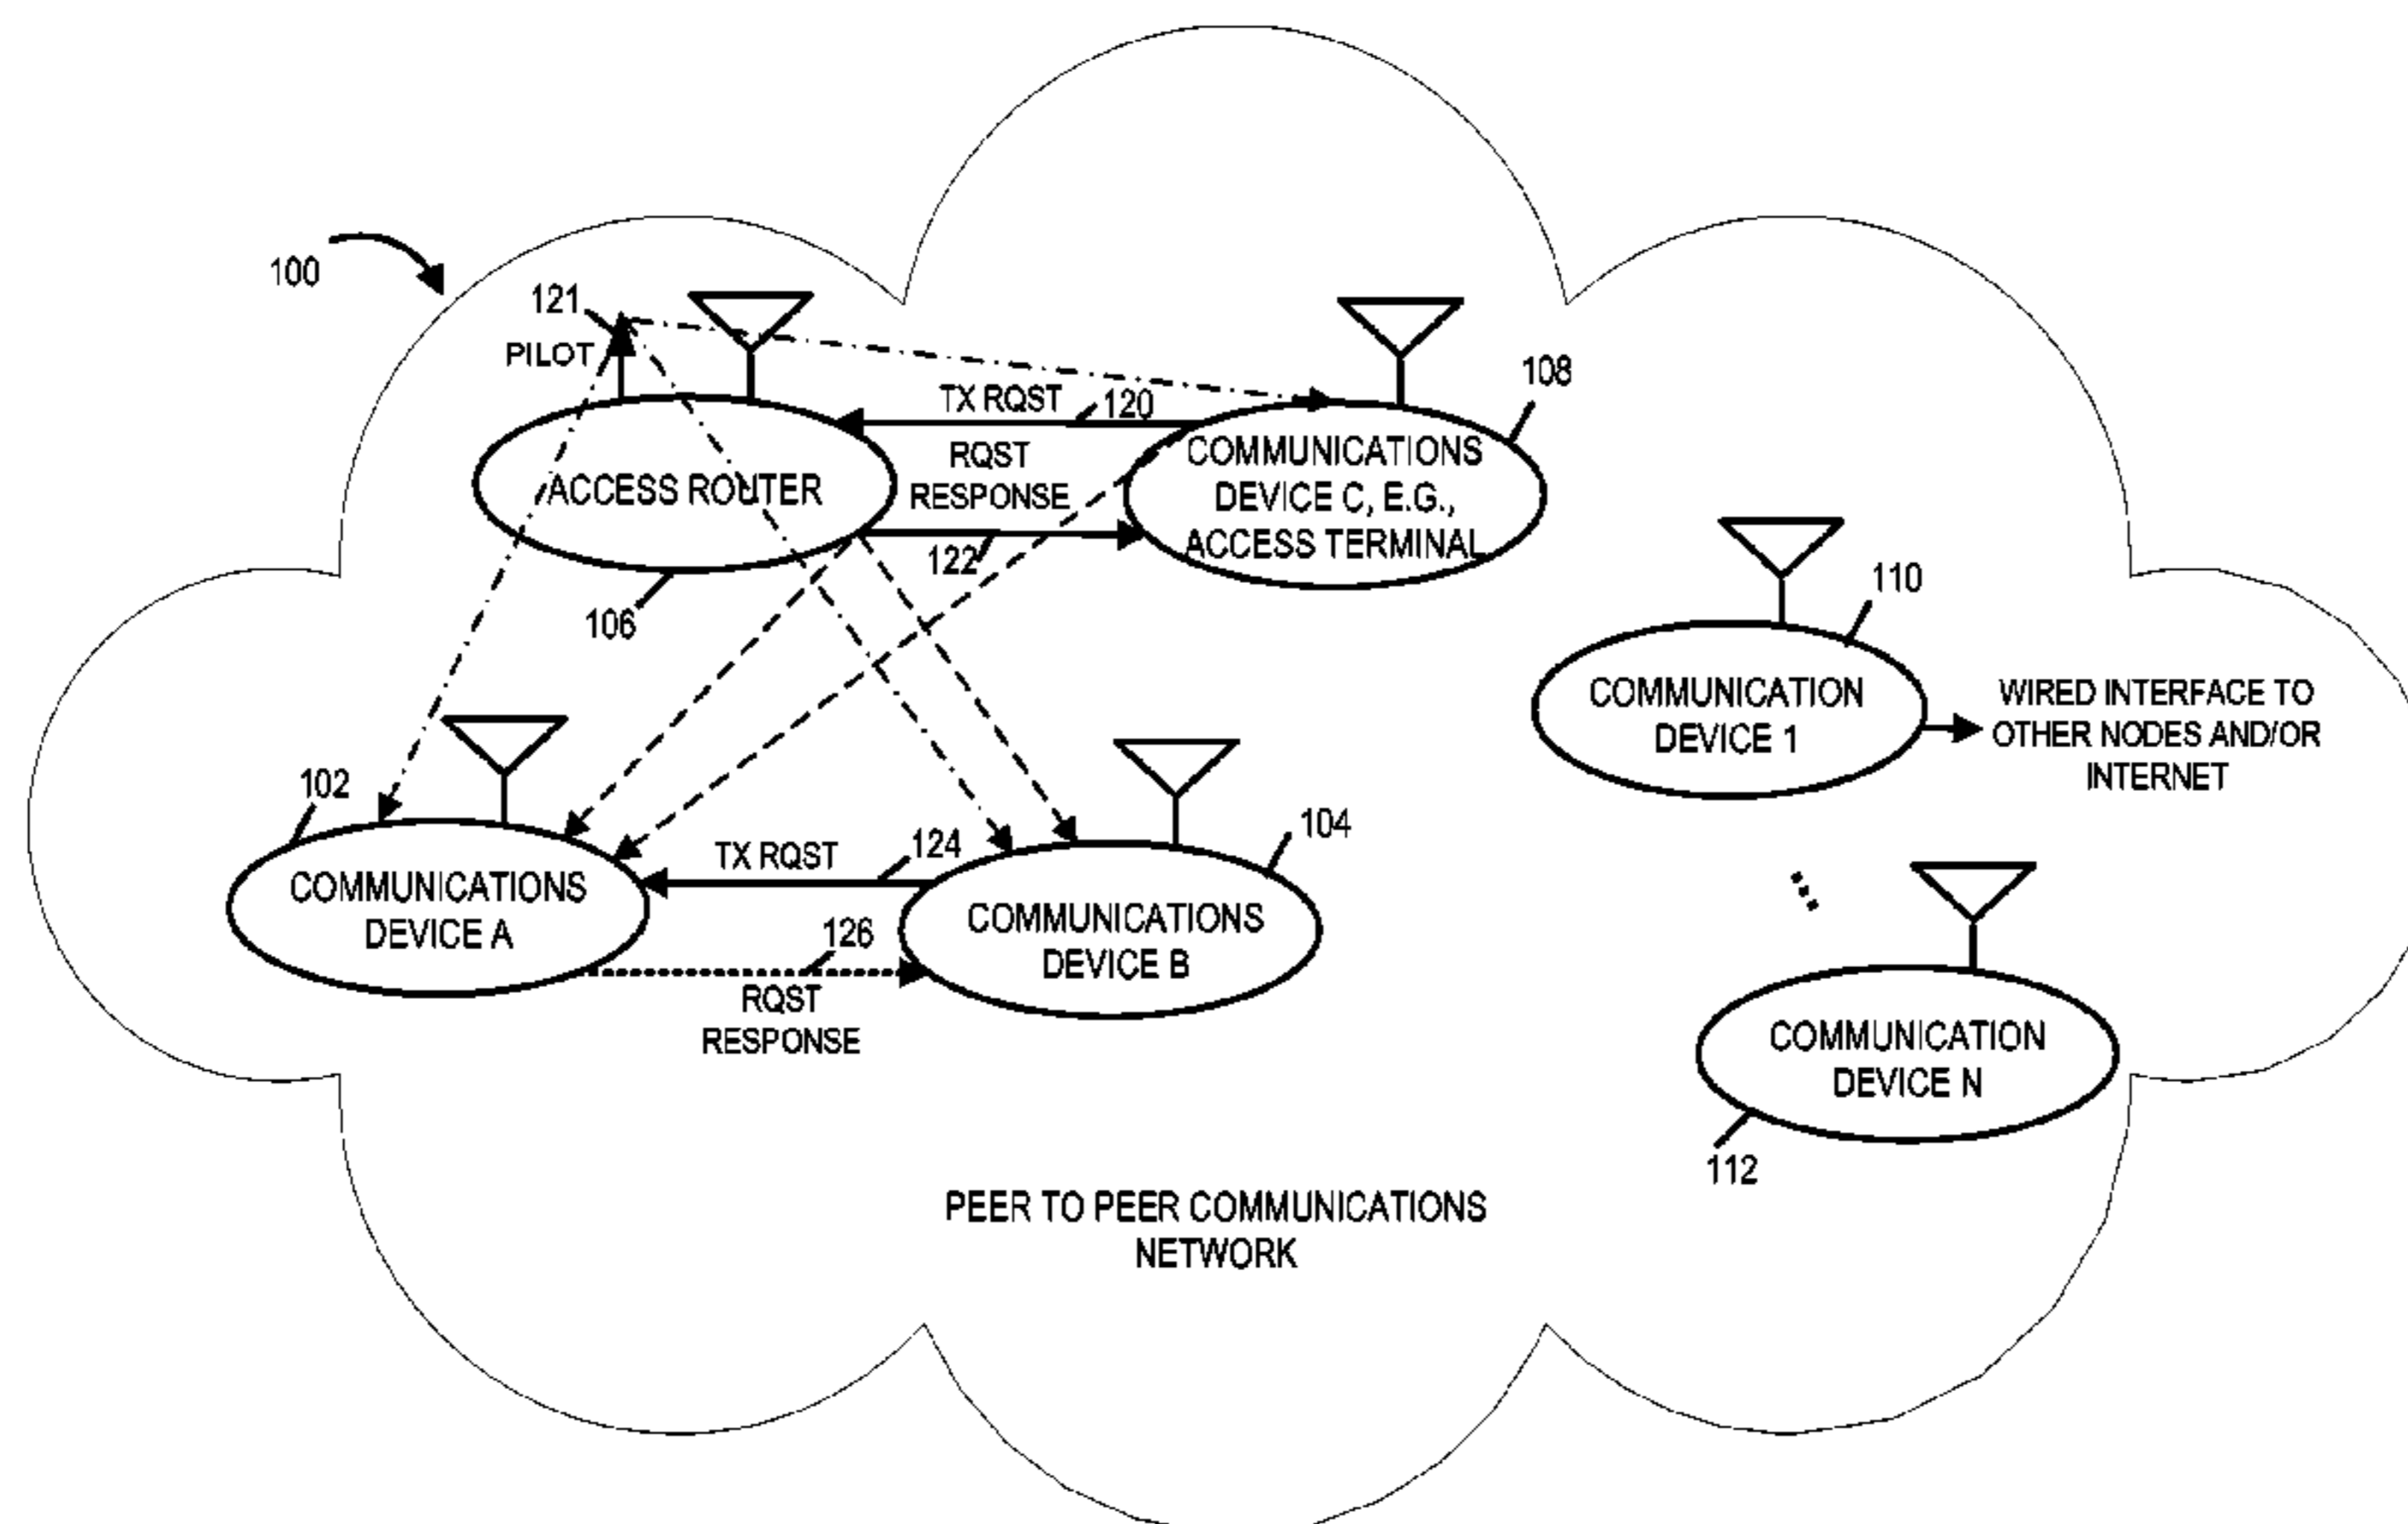 100
121
PILOT
108
TX RQST
120
RQST
RESPONSE
122
ACCESS ROUTER
106
COMMUNICATIONS
DEVICE C, E.G.,
ACCESS TERMINAL
110
COMMUNICATION
DEVICE 1
WIRED INTERFACE TO
OTHER NODES AND/OR
INTERNET
102
COMMUNICATIONS
DEVICE A
TX RQST
124
126
RQST
RESPONSE
104
COMMUNICATIONS
DEVICE B
COMMUNICATION
DEVICE N
112
PEER TO PEER COMMUNICATIONS
NETWORK